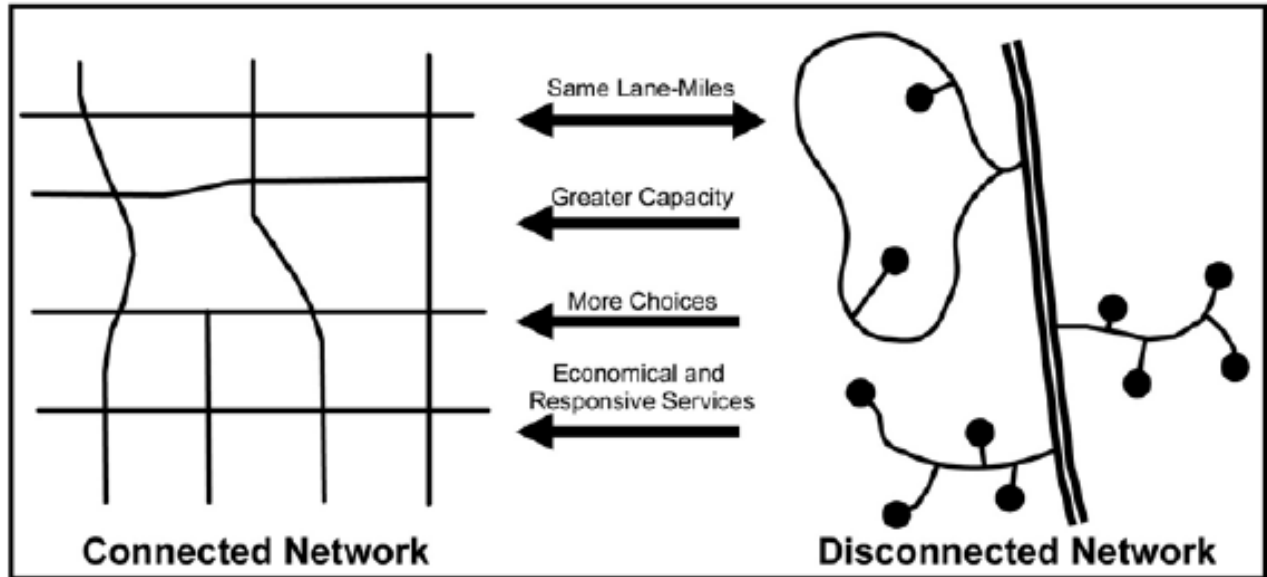 Same Lane-Miles
Greater Capacity
More Choices
Economical and
Responsive Services
Connected Network
Disconnected Network